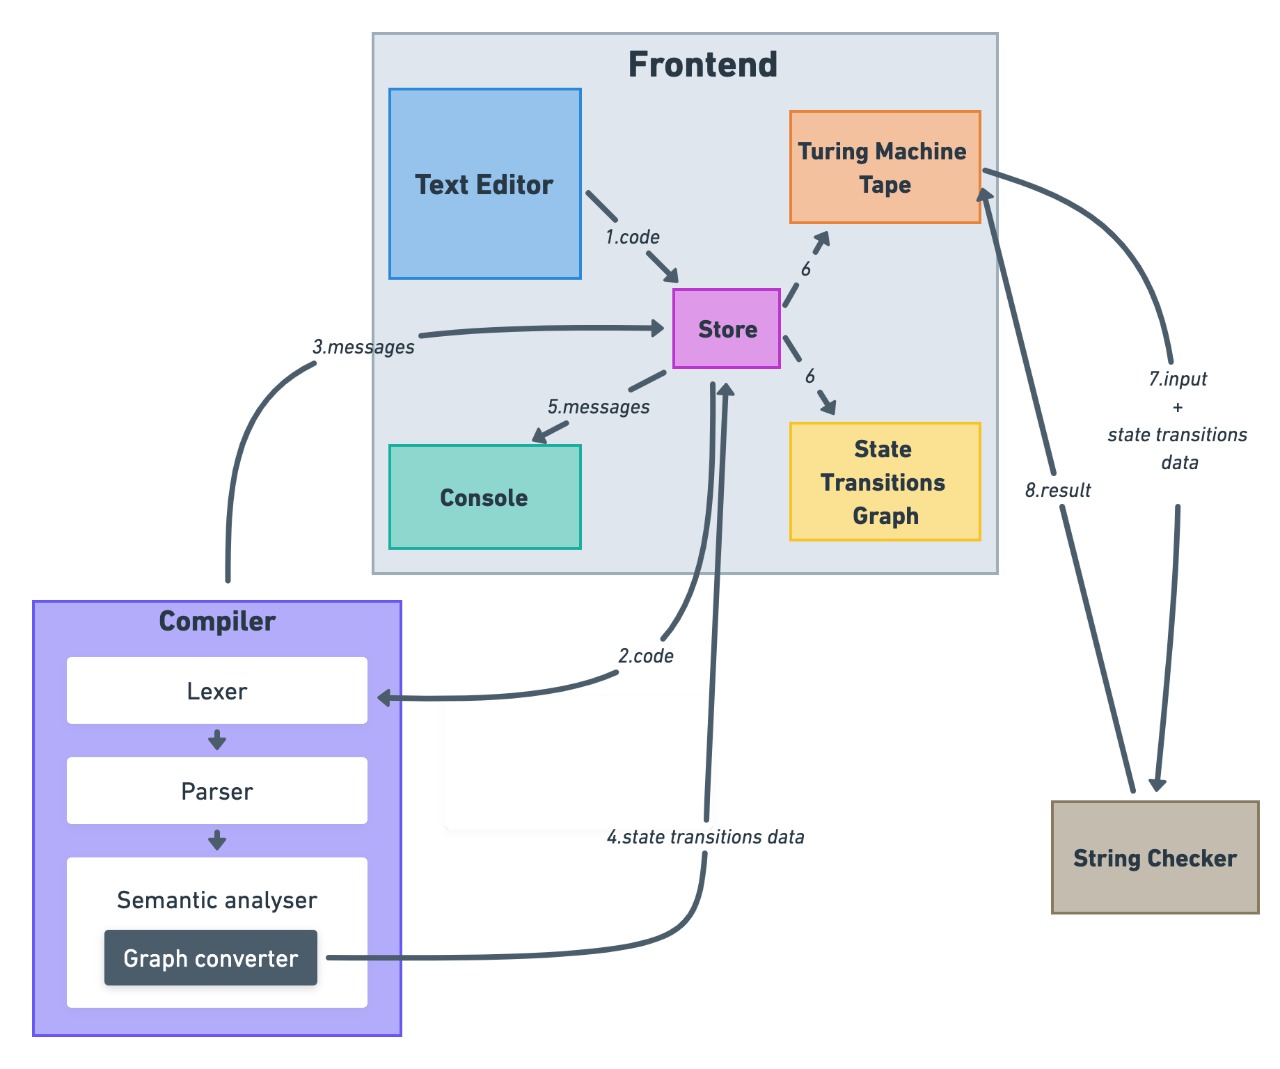 Frontend
Text Editor
Turing Machine
Tape
1.code
6
Store
3.messages
6
5.messages
7.input
+
state transitions
data
State
Transitions
Graph
Console
8.result
Compiler
2.code
Lexer
Parser
4.state transitions data
String Checker
Semantic analyser
Graph converter